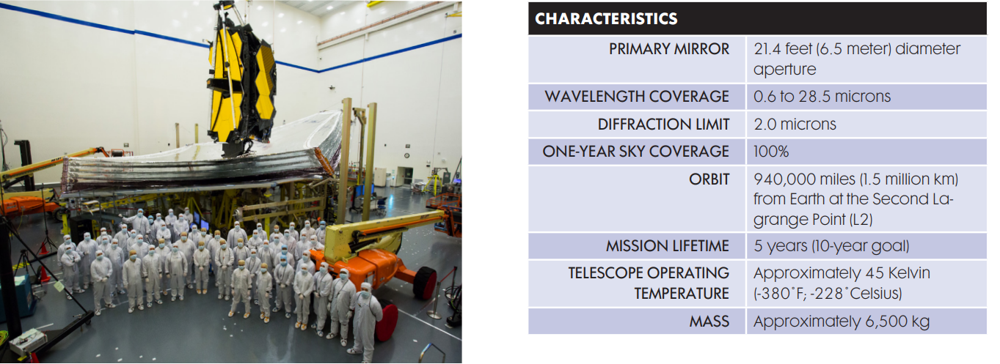 CHARACTERISTICS
PRIMARY MIRROR 21.4 feet (6.5 meter) diameter
aperture
WAVELENGTH COVERAGE 0.6 to 28.5 microns
DIFFRACTION LIMIT 2.0 microns
ONE-YEAR SKY COVERAGE 100%
ORBIT 940,000 miles (1.5 million km)
from Earth at the Second La-
grange Point (L2)
MISSION LIFETIME 5 years (10-year goal)
TELESCOPE OPERATING Approximately 45 Kelvin
TEMPERATURE (-380˚F; -228˚Celsius)
MASS Approximately 6,500 kg